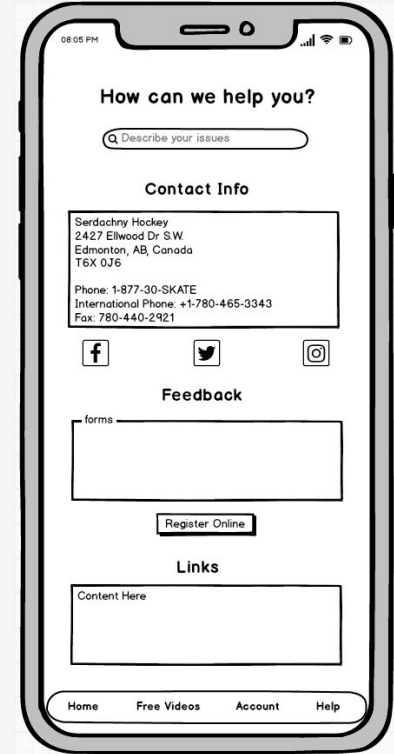 08:05 PM
How can we help you?
Describe your issues
Contact Info
Serdachny Hockey
2427 Ellwood Dr S.W.
Edmonton, AB, Canada
T6X 0J6
Phone: 1-877-30-SKATE
International Phone: +1-780-465-3343
Fax: 780-440-2921
Feedback
forms
Register Online
Links
Content Here
Home Free Videos Account Help